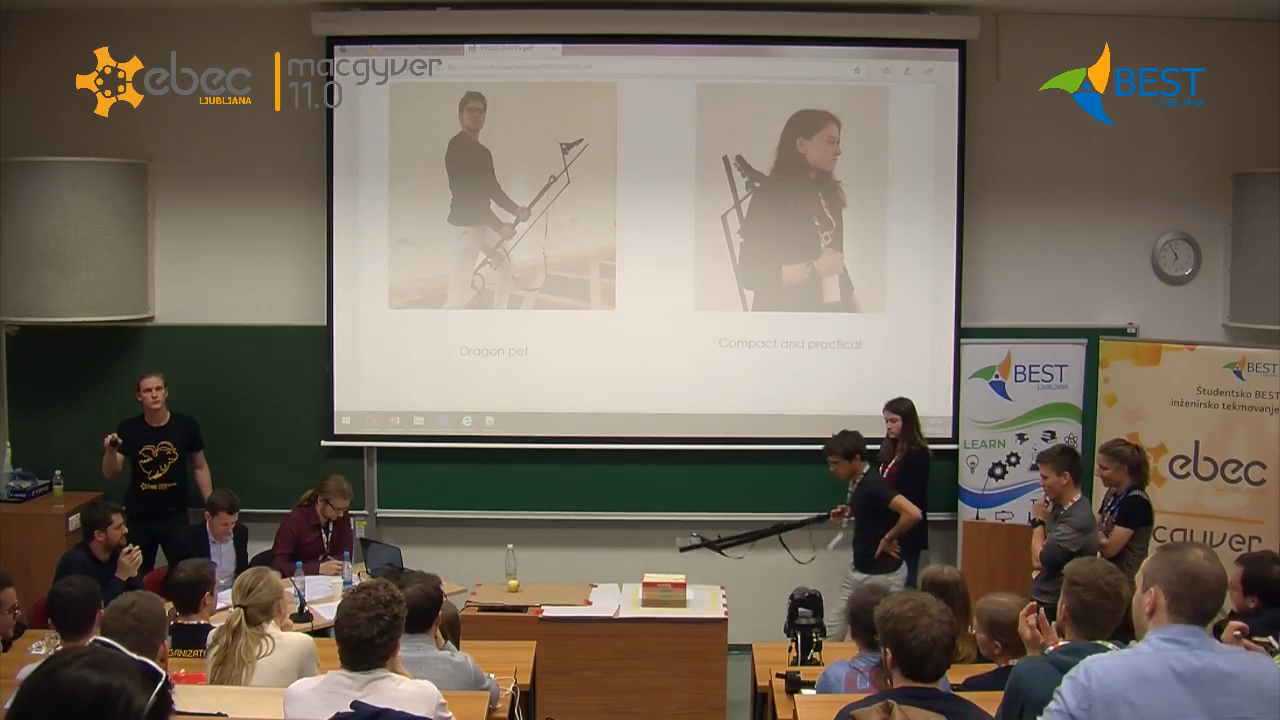 ebec
LJUBLJANA
macgyver
11.0
BEST
LJUBLJANA
Dragon pet
Compact and practical
BEST
LJUBLJANA
LEARN
BEST
Študentsko BEST
inženirsko tekmovanje
ebec
macgyver